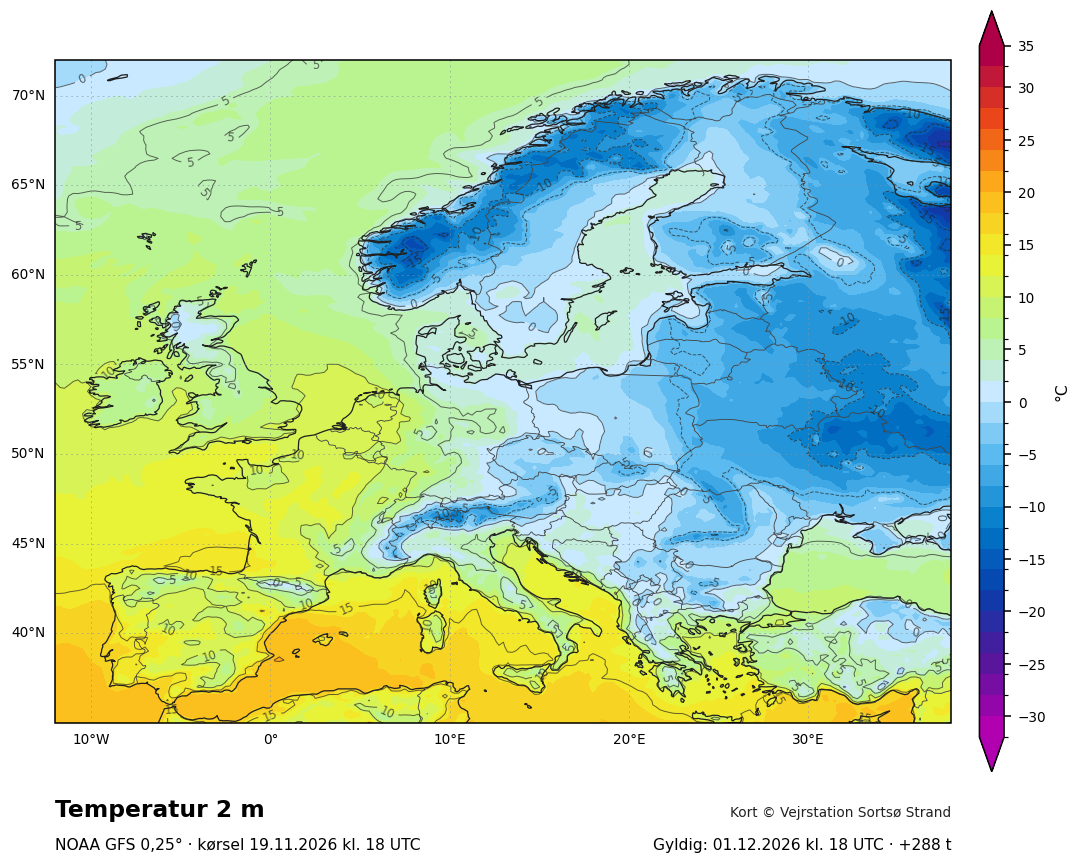 70°N
65°N
60°N
55°N
50°N
45°N
40°N
10°W
0°
10°E
20°E
30°E
35
30
25
20
15
10
5
0
−5
−10
−15
−20
−25
−30
°C
Temperatur 2 m
Kort © Vejrstation Sortsø Strand
NOAA GFS 0,25° · kørsel 19.11.2026 kl. 18 UTC
Gyldig: 01.12.2026 kl. 18 UTC · +288 t